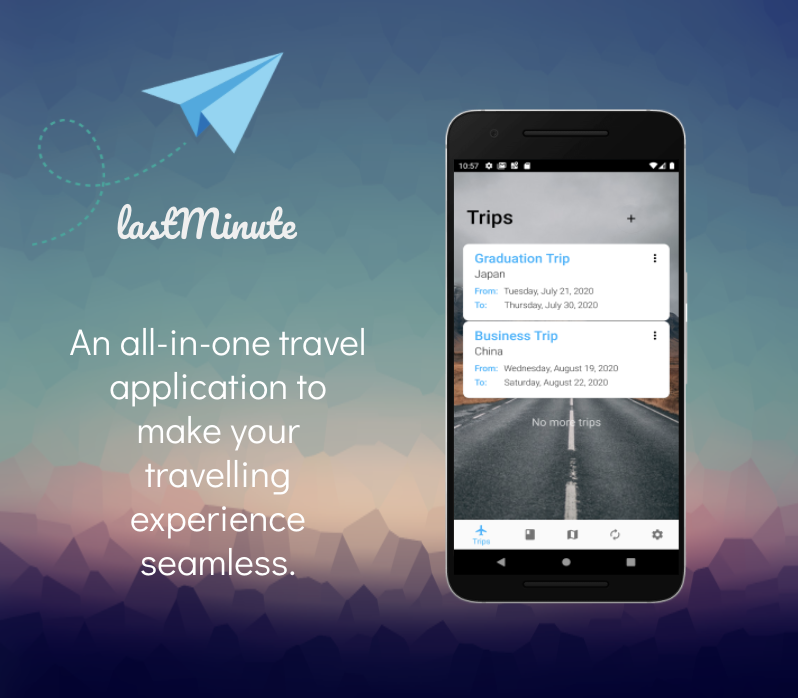 lastMinute
An all-in-one travel
application to
make your
travelling
experience
seamless.
10:57
Trips
+
Graduation Trip
Japan
From: Tuesday, July 21, 2020
To: Thursday, July 30, 2020
Business Trip
China
From: Wednesday, August 19, 2020
To: Saturday, August 22, 2020
No more trips
Trips